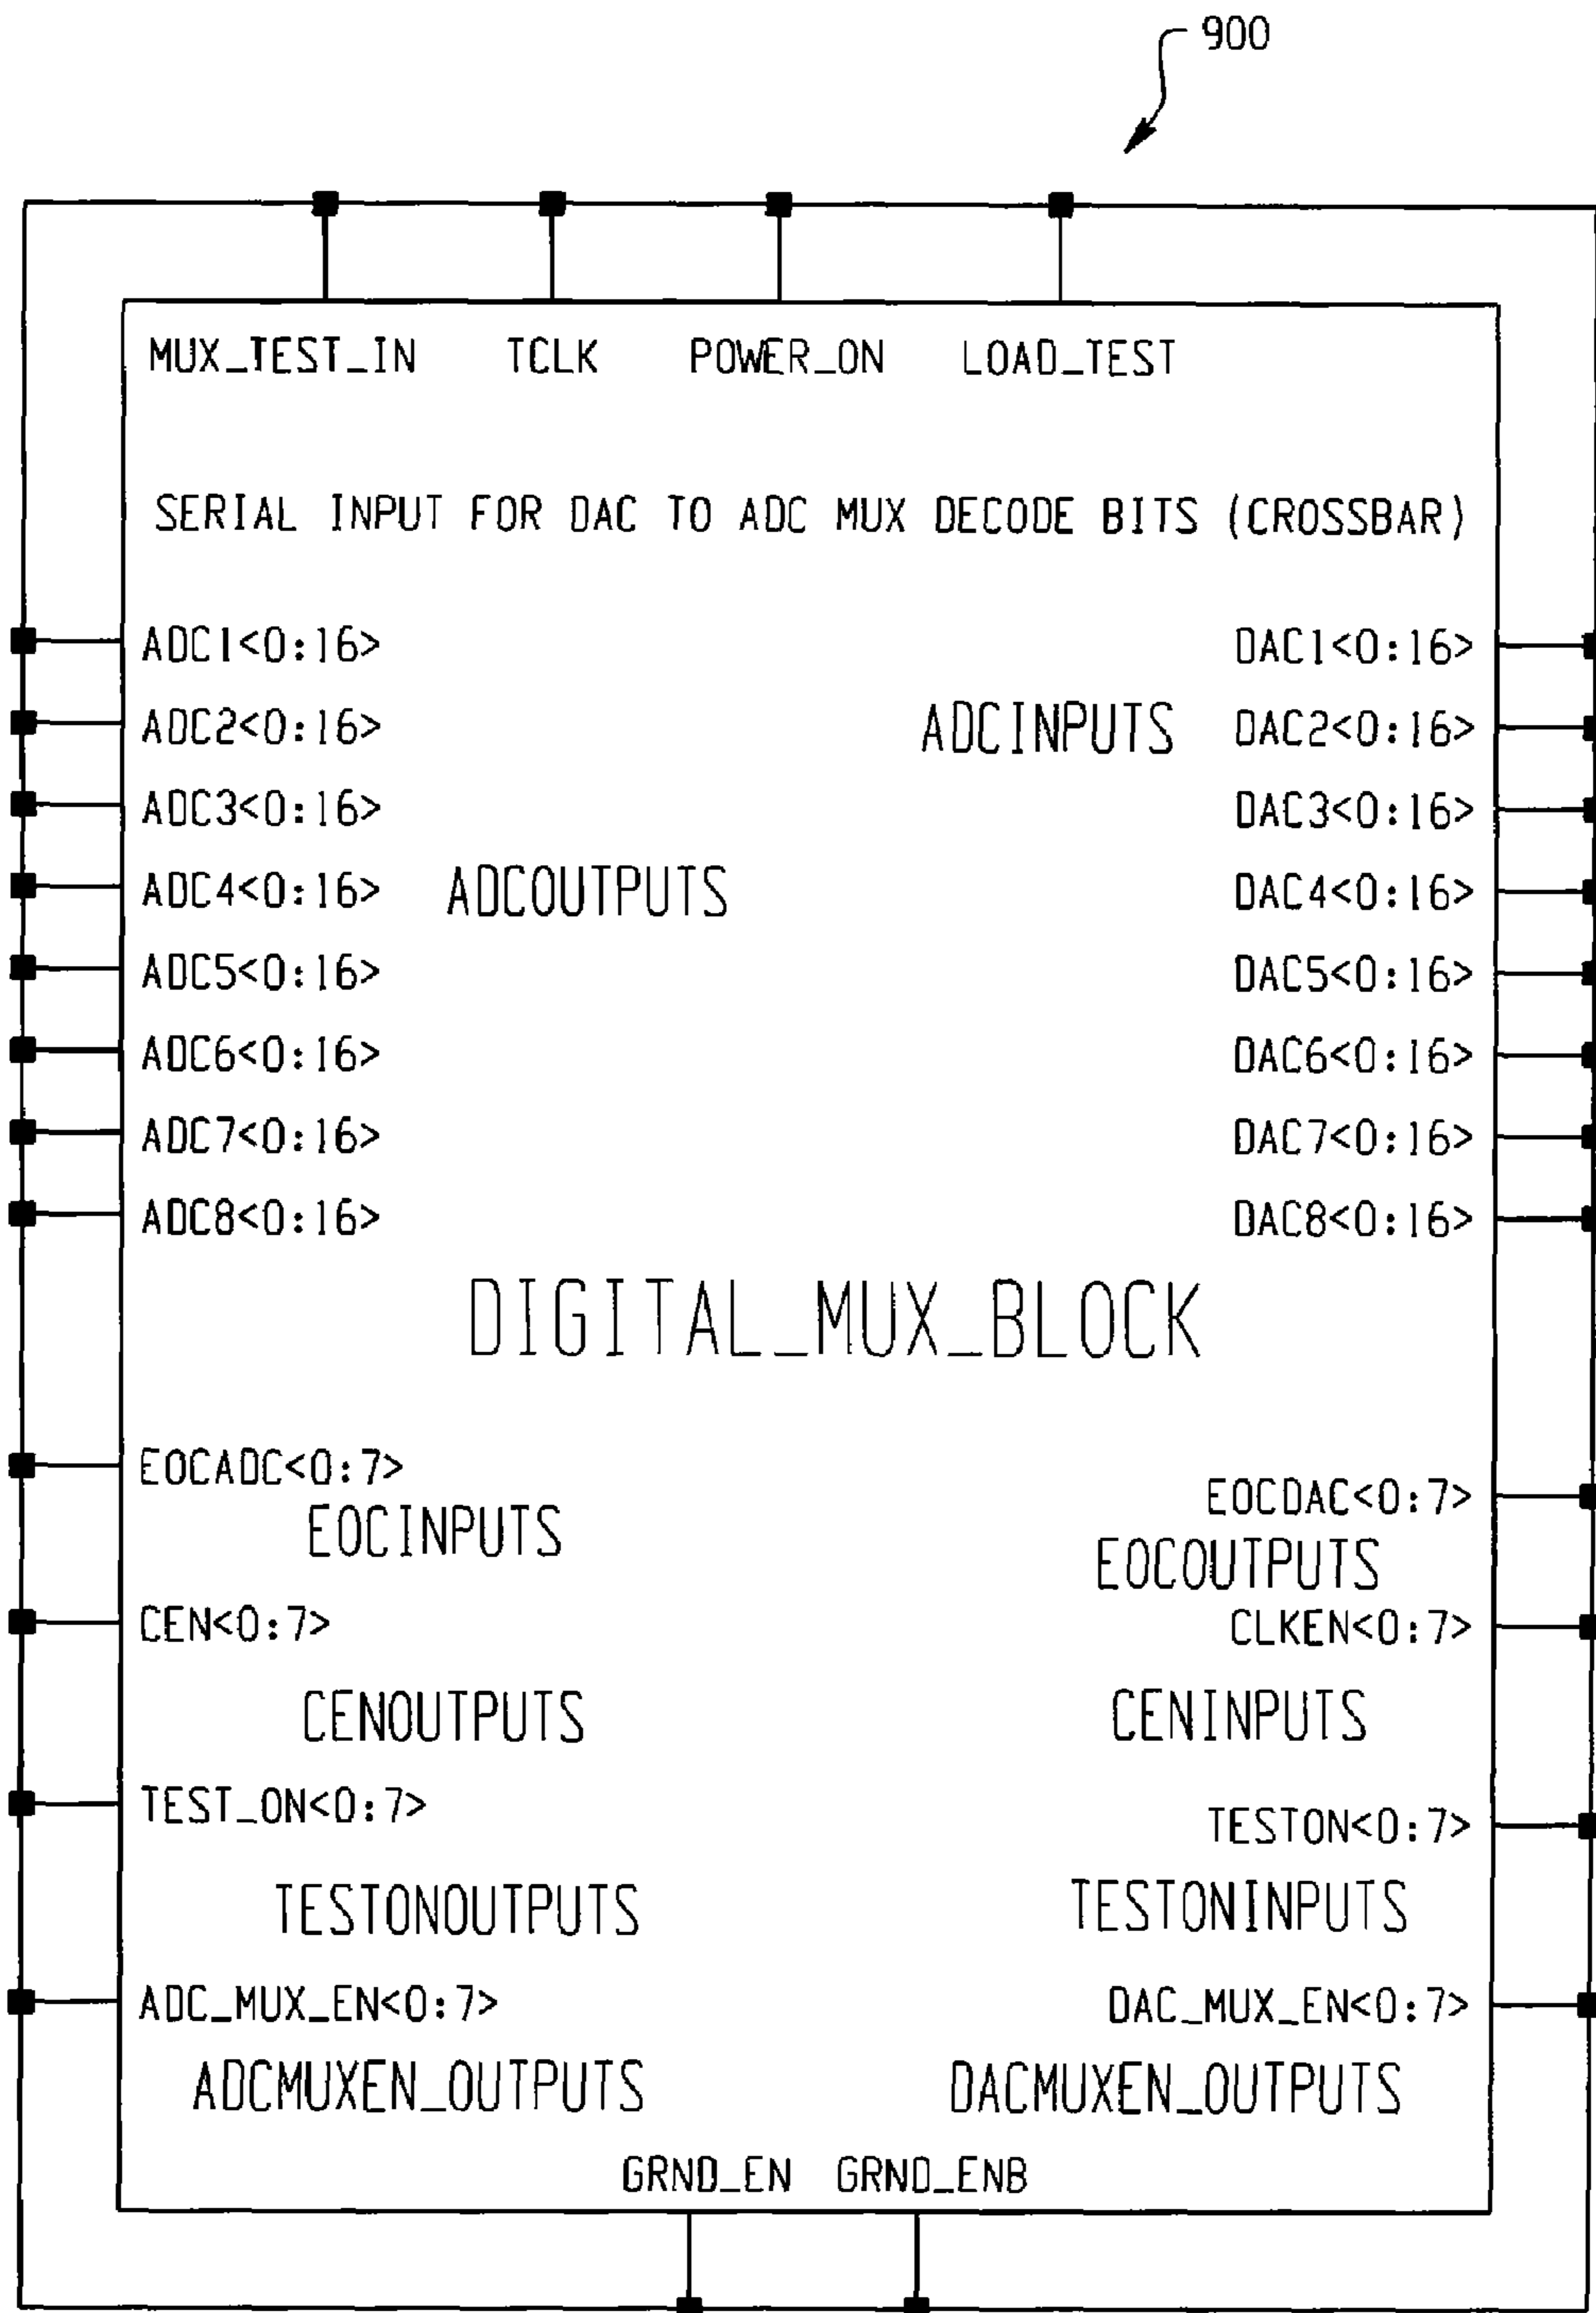 900
MUX_TEST_IN TCLK POWER_ON LOAD_TEST
SERIAL INPUT FOR DAC TO ADC MUX DECODE BITS (CROSSBAR)
ADC1<0:16> DAC1<0:16>
ADC2<0:16> ADCINPUTS DAC2<0:16>
ADC3<0:16> DAC3<0:16>
ADC4<0:16> ADCOUTPUTS DAC4<0:16>
ADC5<0:16> DAC5<0:16>
ADC6<0:16> DAC6<0:16>
ADC7<0:16> DAC7<0:16>
ADC8<0:16> DAC8<0:16>
DIGITAL_MUX_BLOCK
EOCADC<0:7> EOCDAC<0:7>
EOCINPUTS EOCOUTPUTS
CEN<0:7> CLKEN<0:7>
CENOUTPUTS CENINPUTS
TEST_ON<0:7> TESTON<0:7>
TESTONOUTPUTS TESTONINPUTS
ADC_MUX_EN<0:7> DAC_MUX_EN<0:7>
ADCMUXEN_OUTPUTS DACMUXEN_OUTPUTS
GRND_EN GRND_ENB